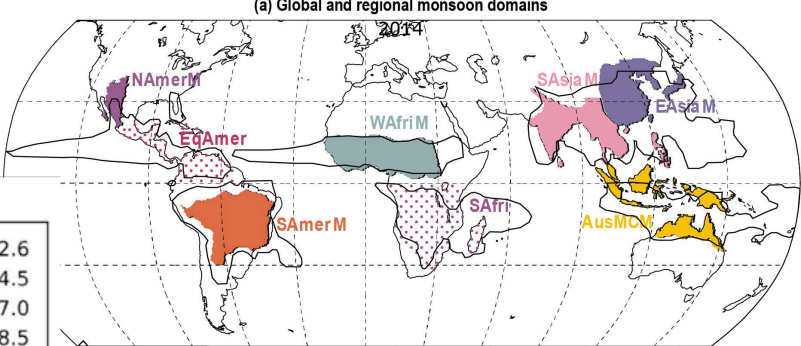 (a) Global and regional monsoon domains
2014
NAmerM
SAsiaM
EAsiaM
WAfriM
EqAmer
SAfri
SAmerM
AusMCM
2.6
4.5
7.0
8.5